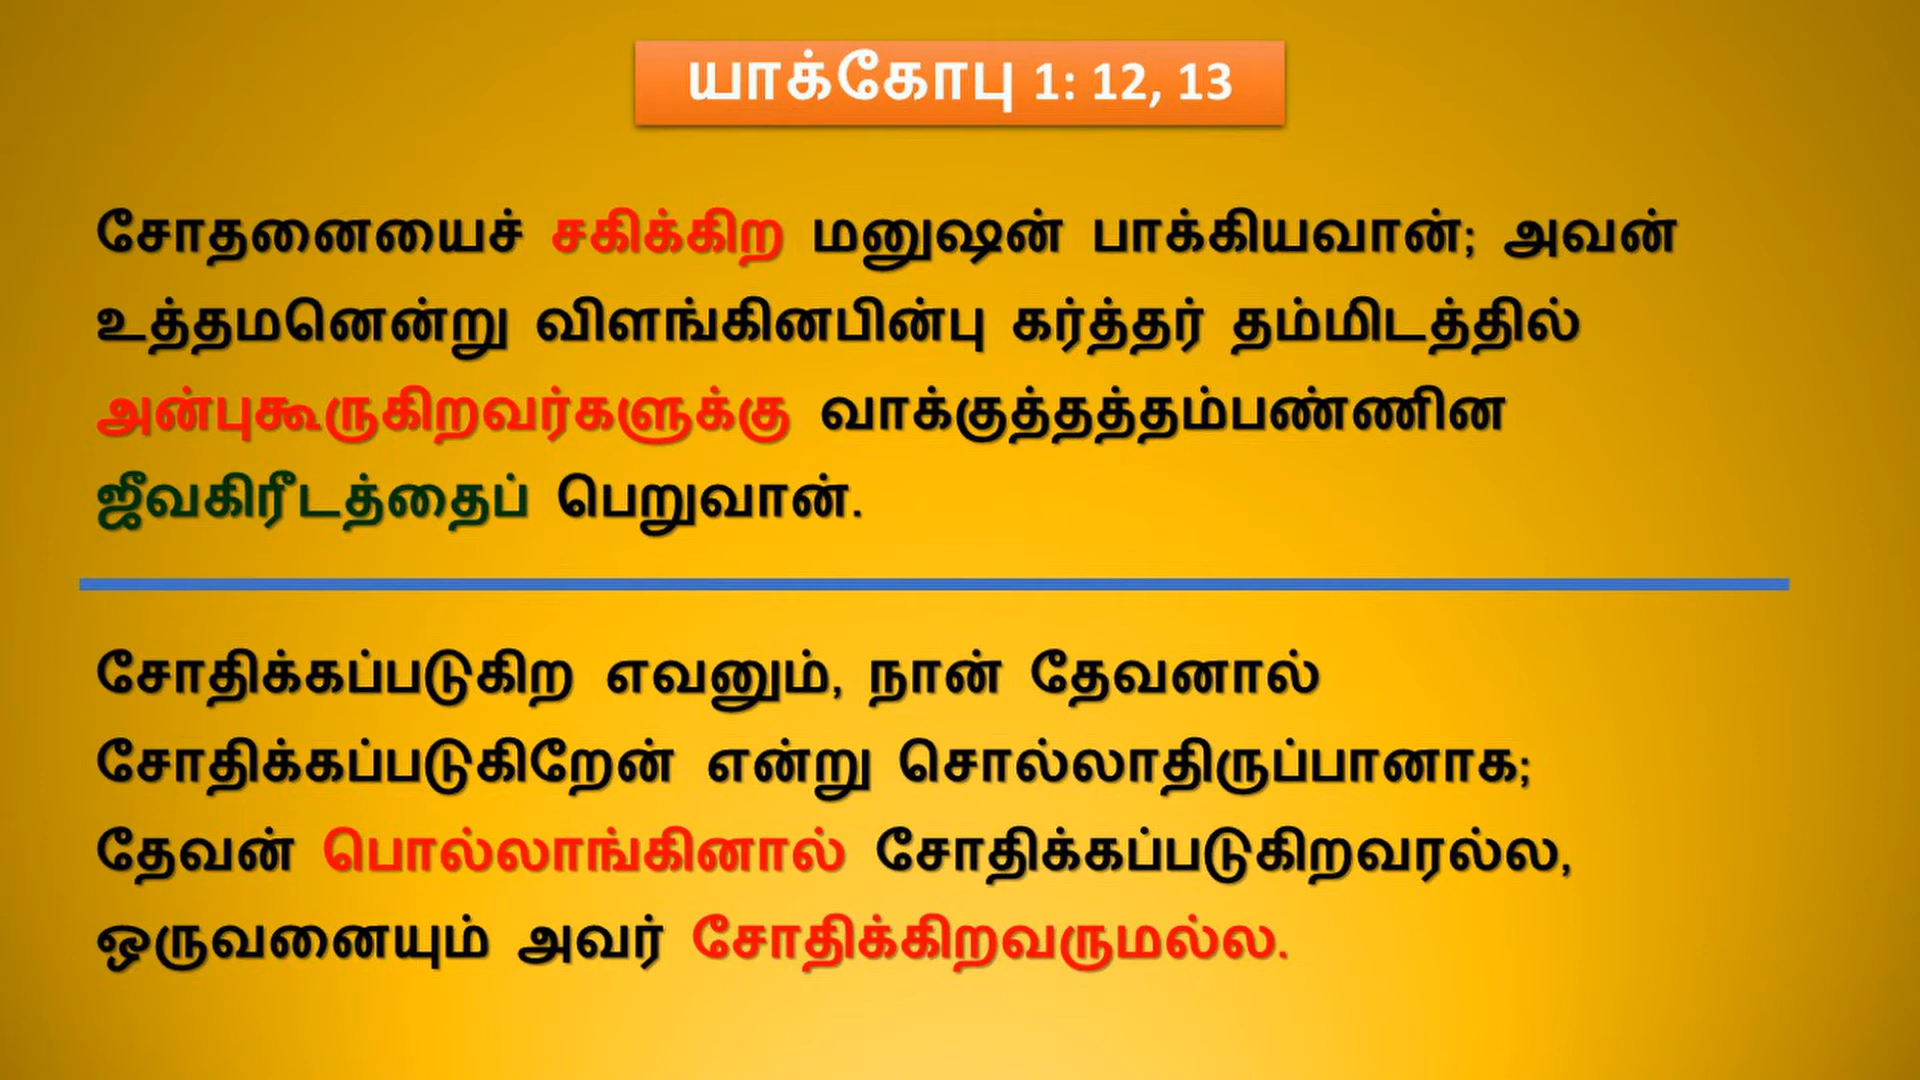 யாக்கோபு 1: 12, 13
சோதனையைச் சகிக்கிற மனுஷன் பாக்கியவான்; அவன்
உத்தமனென்று விளங்கினபின்பு கர்த்தர் தம்மிடத்தில்
அன்புகூருகிறவர்களுக்கு வாக்குத்தத்தம்பண்ணின
ஜீவகிரீடத்தைப் பெறுவான்.
சோதிக்கப்படுகிற எவனும், நான் தேவனால்
சோதிக்கப்படுகிறேன் என்று சொல்லாதிருப்பானாக;
தேவன் பொல்லாங்கினால் சோதிக்கப்படுகிறவரல்ல,
ஒருவனையும் அவர் சோதிக்கிறவருமல்ல.